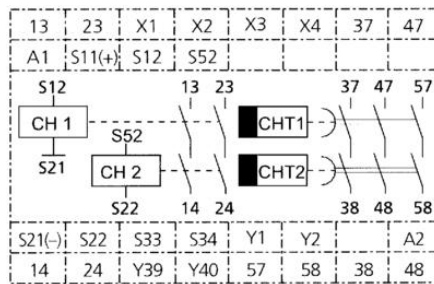 13 23 X1 X2 X3 X4 37 47
A1 S11(+) S12 S52
S12 13 23 37 47 57
CH 1 CHT1
S52
S21 CH 2 CHT2
S22 14 24 38 48 58
S21(–) S22 S33 S34 Y1 Y2 A2
14 24 Y39 Y40 57 58 38 48